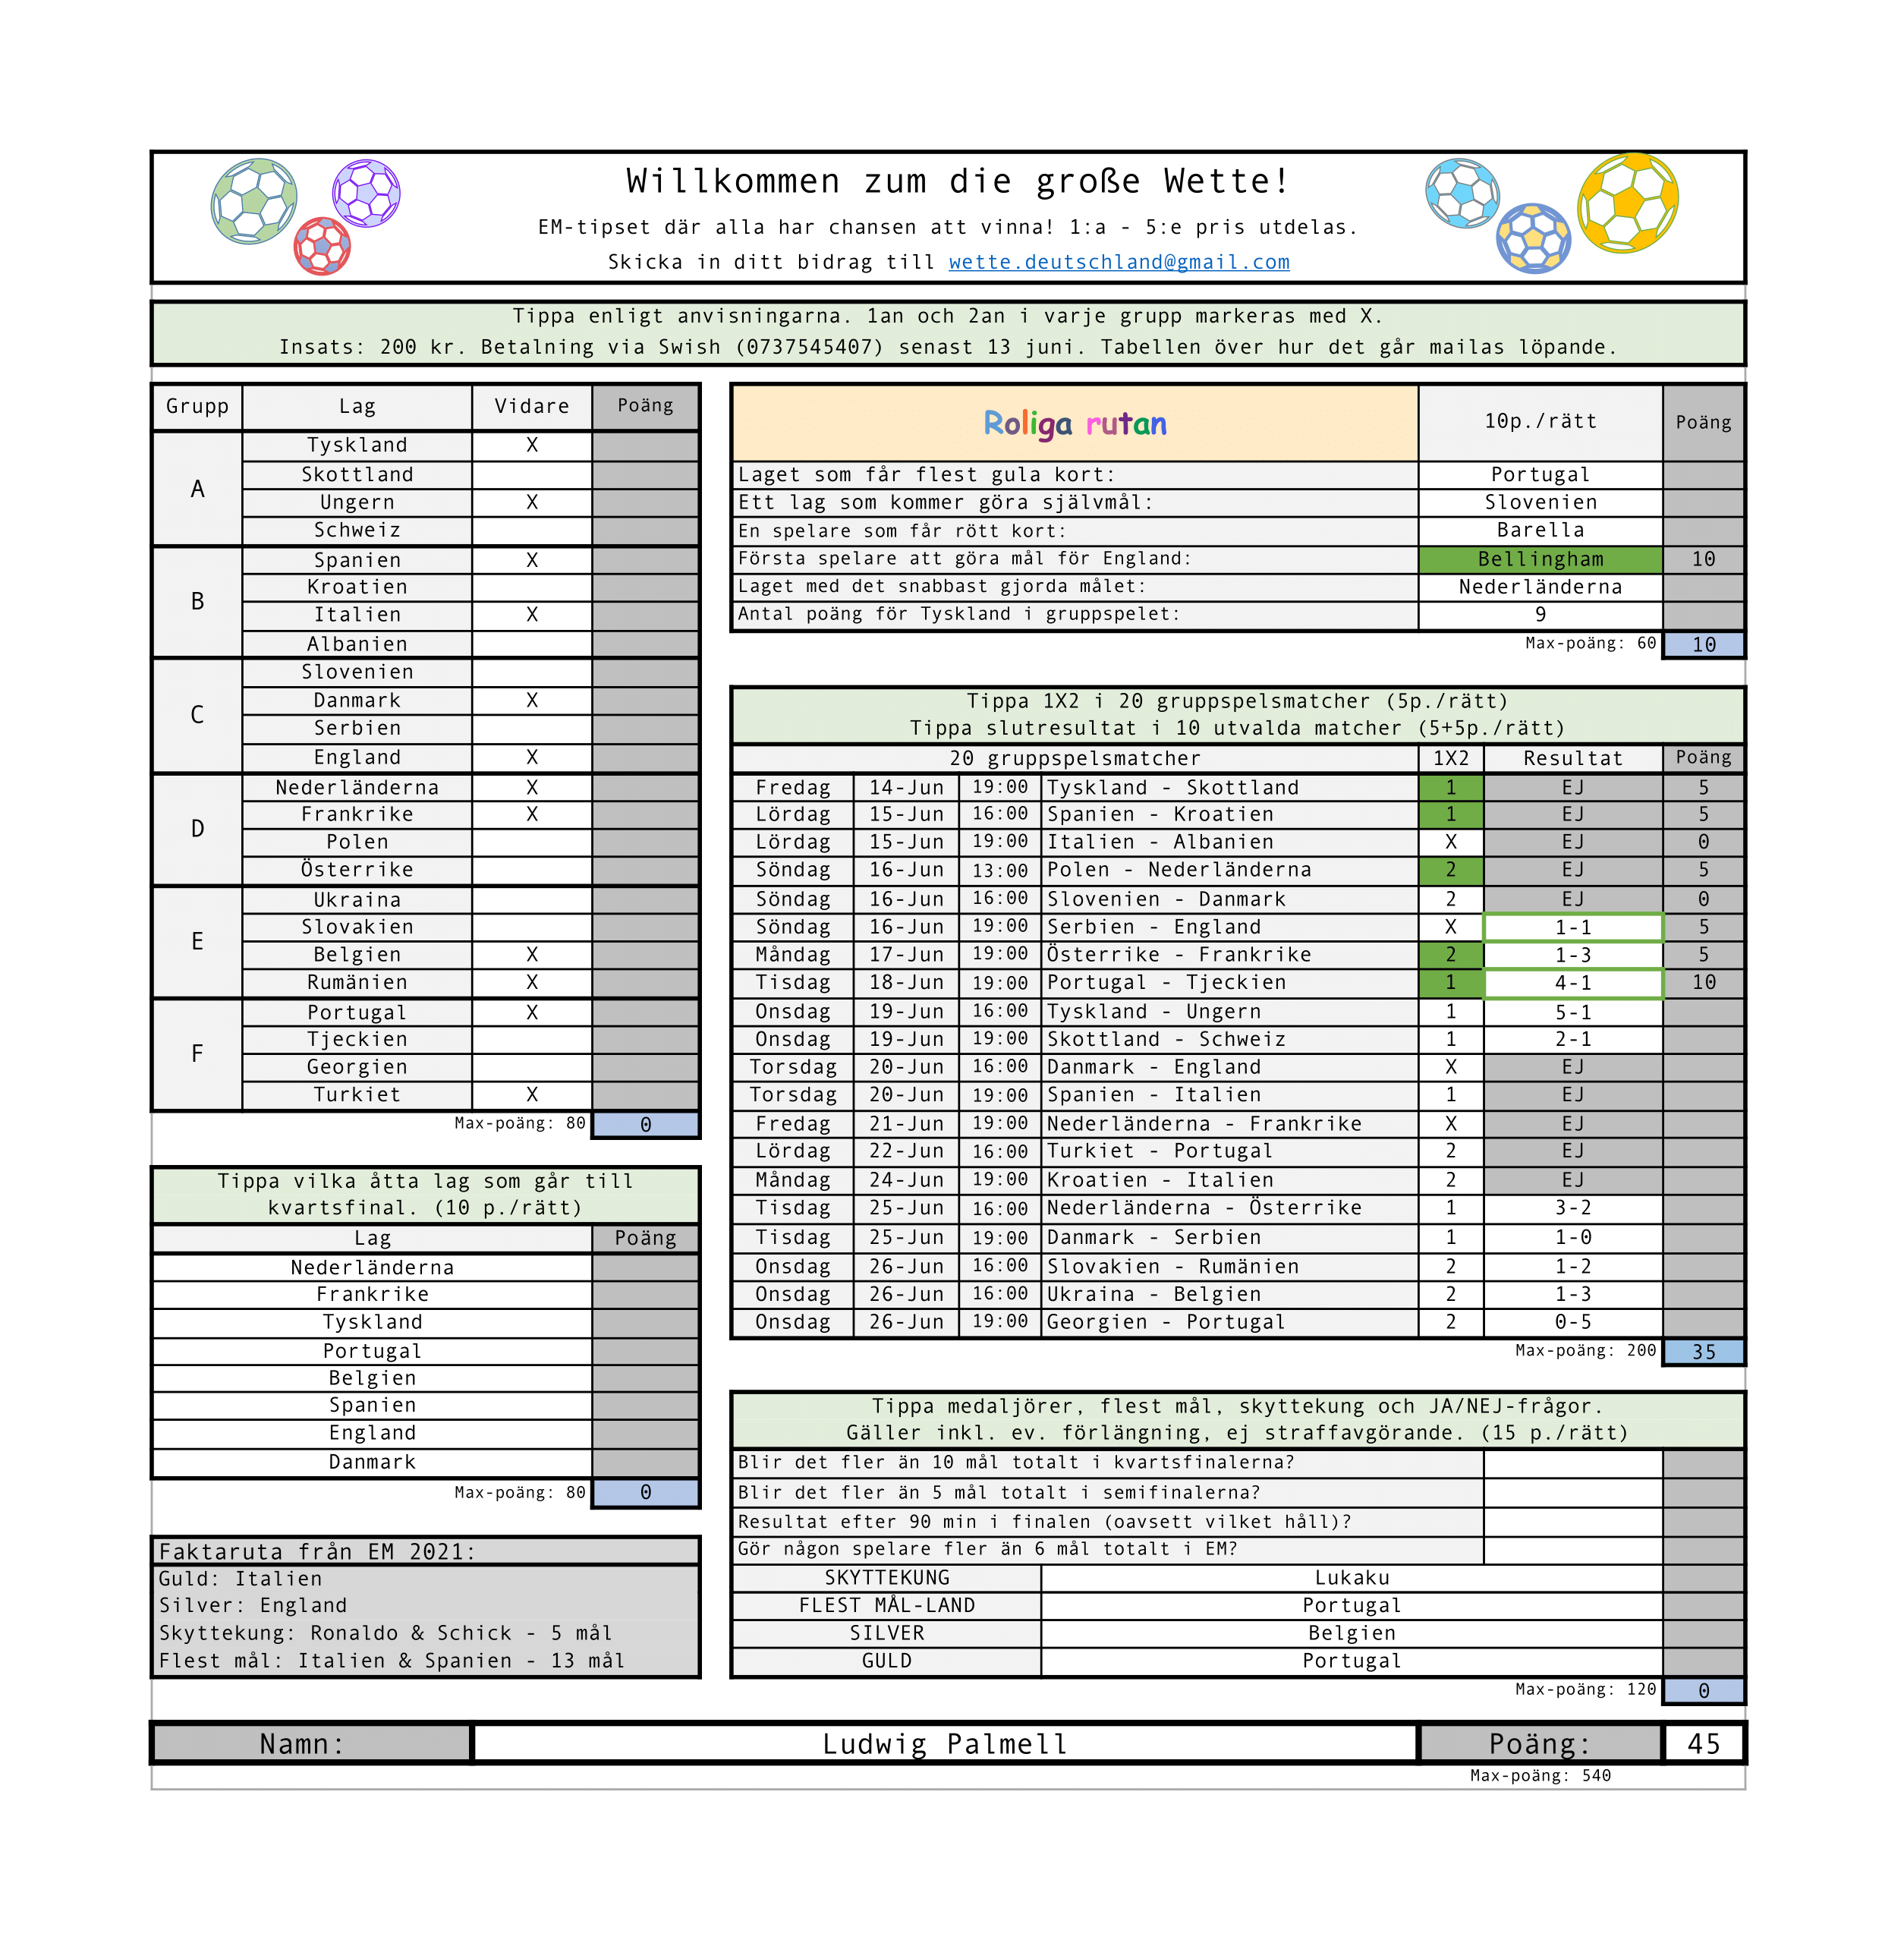 Willkommen zum die große Wette!
EM-tipset där alla har chansen att vinna! 1:a - 5:e pris utdelas.
Skicka in ditt bidrag till wette.deutschland@gmail.com
Tippa enligt anvisningarna. 1an och 2an i varje grupp markeras med X.
Insats: 200 kr. Betalning via Swish (0737545407) senast 13 juni. Tabellen över hur det går mailas löpande.
Grupp Lag Vidare Poäng
A
Tyskland X
Skottland
Ungern X
Schweiz
B
Spanien X
Kroatien
Italien X
Albanien
C
Slovenien
Danmark X
Serbien
England X
D
Nederländerna X
Frankrike X
Polen
Österrike
E
Ukraina
Slovakien
Belgien X
Rumänien X
F
Portugal X
Tjeckien
Georgien
Turkiet X
Max-poäng: 80 0
Tippa vilka åtta lag som går till
kvartsfinal. (10 p./rätt)
Lag Poäng
Nederländerna
Frankrike
Tyskland
Portugal
Belgien
Spanien
England
Danmark
Max-poäng: 80 0
Faktaruta från EM 2021:
Guld: Italien
Silver: England
Skyttekung: Ronaldo & Schick - 5 mål
Flest mål: Italien & Spanien - 13 mål
Roliga rutan 10p./rätt Poäng
Laget som får flest gula kort: Portugal
Ett lag som kommer göra självmål: Slovenien
En spelare som får rött kort: Barella
Första spelare att göra mål för England: Bellingham 10
Laget med det snabbast gjorda målet: Nederländerna
Antal poäng för Tyskland i gruppspelet: 9
Max-poäng: 60 10
Tippa 1X2 i 20 gruppspelsmatcher (5p./rätt)
Tippa slutresultat i 10 utvalda matcher (5+5p./rätt)
20 gruppspelsmatcher 1X2 Resultat Poäng
Fredag 14-Jun 19:00 Tyskland - Skottland 1 EJ 5
Lördag 15-Jun 16:00 Spanien - Kroatien 1 EJ 5
Lördag 15-Jun 19:00 Italien - Albanien X EJ 0
Söndag 16-Jun 13:00 Polen - Nederländerna 2 EJ 5
Söndag 16-Jun 16:00 Slovenien - Danmark 2 EJ 0
Söndag 16-Jun 19:00 Serbien - England X 1-1 5
Måndag 17-Jun 19:00 Österrike - Frankrike 2 1-3 5
Tisdag 18-Jun 19:00 Portugal - Tjeckien 1 4-1 10
Onsdag 19-Jun 16:00 Tyskland - Ungern 1 5-1
Onsdag 19-Jun 19:00 Skottland - Schweiz 1 2-1
Torsdag 20-Jun 16:00 Danmark - England X EJ
Torsdag 20-Jun 19:00 Spanien - Italien 1 EJ
Fredag 21-Jun 19:00 Nederländerna - Frankrike X EJ
Lördag 22-Jun 16:00 Turkiet - Portugal 2 EJ
Måndag 24-Jun 19:00 Kroatien - Italien 2 EJ
Tisdag 25-Jun 16:00 Nederländerna - Österrike 1 3-2
Tisdag 25-Jun 19:00 Danmark - Serbien 1 1-0
Onsdag 26-Jun 16:00 Slovakien - Rumänien 2 1-2
Onsdag 26-Jun 16:00 Ukraina - Belgien 2 1-3
Onsdag 26-Jun 19:00 Georgien - Portugal 2 0-5
Max-poäng: 200 35
Tippa medaljörer, flest mål, skyttekung och JA/NEJ-frågor.
Gäller inkl. ev. förlängning, ej straffavgörande. (15 p./rätt)
Blir det fler än 10 mål totalt i kvartsfinalerna?
Blir det fler än 5 mål totalt i semifinalerna?
Resultat efter 90 min i finalen (oavsett vilket håll)?
Gör någon spelare fler än 6 mål totalt i EM?
SKYTTEKUNG Lukaku
FLEST MÅL-LAND Portugal
SILVER Belgien
GULD Portugal
Max-poäng: 120 0
Namn: Ludwig Palmell Poäng: 45
Max-poäng: 540